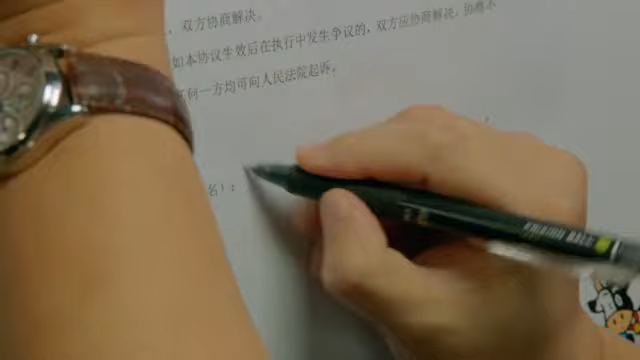 ，双方协商解决。
如本协议生效后在执行中发生争议的，双方应协商解决，协商不
何一方均可向人民法院起诉。
名）：